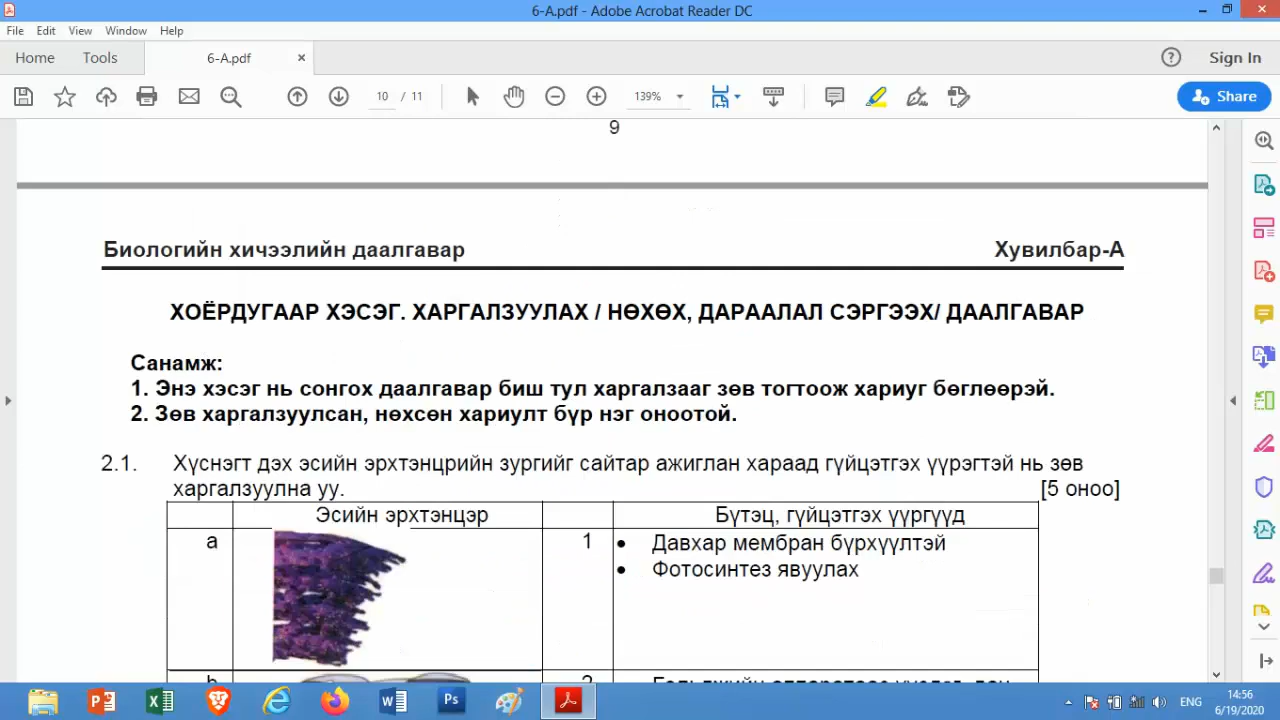 6-A.pdf - Adobe Acrobat Reader DC
File Edit View Window Help
Home Tools 6-A.pdf × Sign In
10 / 11 139% Share
9
Биологийн хичээлийн даалгавар Хувилбар-А
ХОЁРДУГААР ХЭСЭГ. ХАРГАЛЗУУЛАХ / НӨХӨХ, ДАРААЛАЛ СЭРГЭЭХ/ ДААЛГАВАР
Санамж:
1. Энэ хэсэг нь сонгох даалгавар биш тул харгалзааг зөв тогтоож хариуг бөглөөрэй.
2. Зөв харгалзуулсан, нөхсөн хариулт бүр нэг оноотой.
2.1. Хүснэгт дэх эсийн эрхтэнцрийн зургийг сайтар ажиглан хараад гүйцэтгэх үүрэгтэй нь зөв
харгалзуулна уу. [5 оноо]
Эсийн эрхтэнцэр Бүтэц, гүйцэтгэх үүргүүд
a 1 • Давхар мембран бүрхүүлтэй
• Фотосинтез явуулах
ENG 14:56
6/19/2020